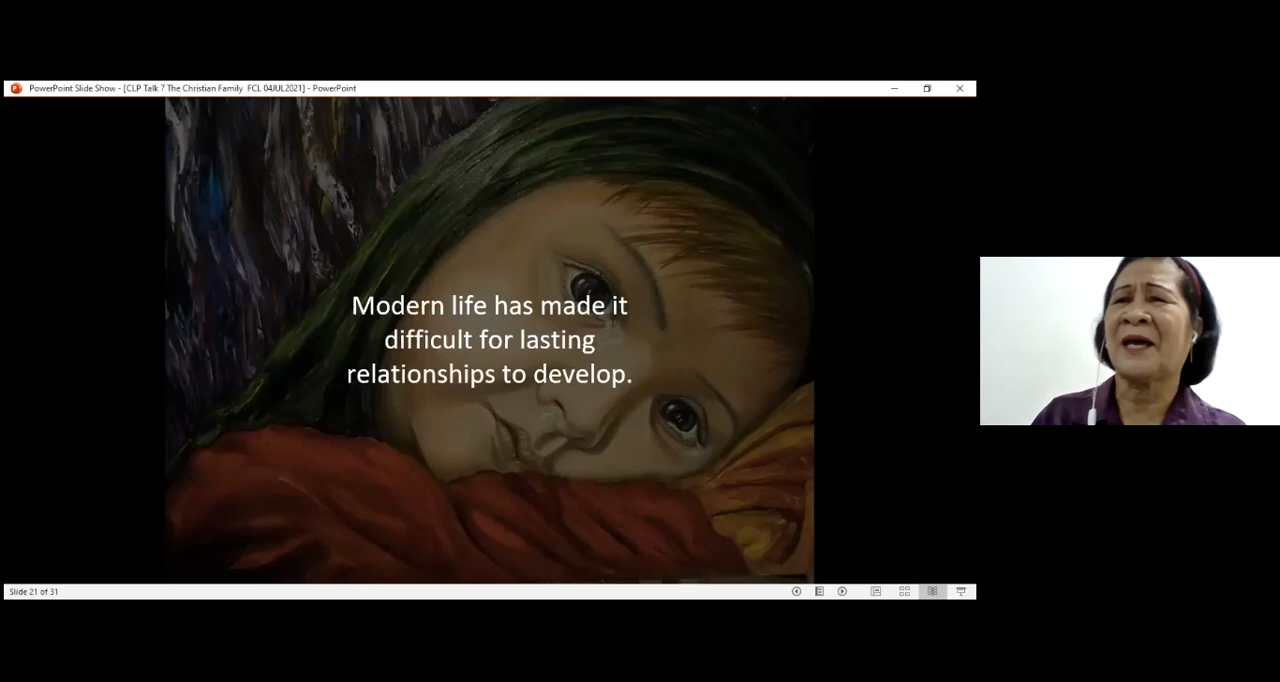 PowerPoint Slide Show - [CLP Talk 7 The Christian Family  FCL 04JUL2021] - PowerPoint
Modern life has made it
difficult for lasting
relationships to develop.
Slide 21 of 31